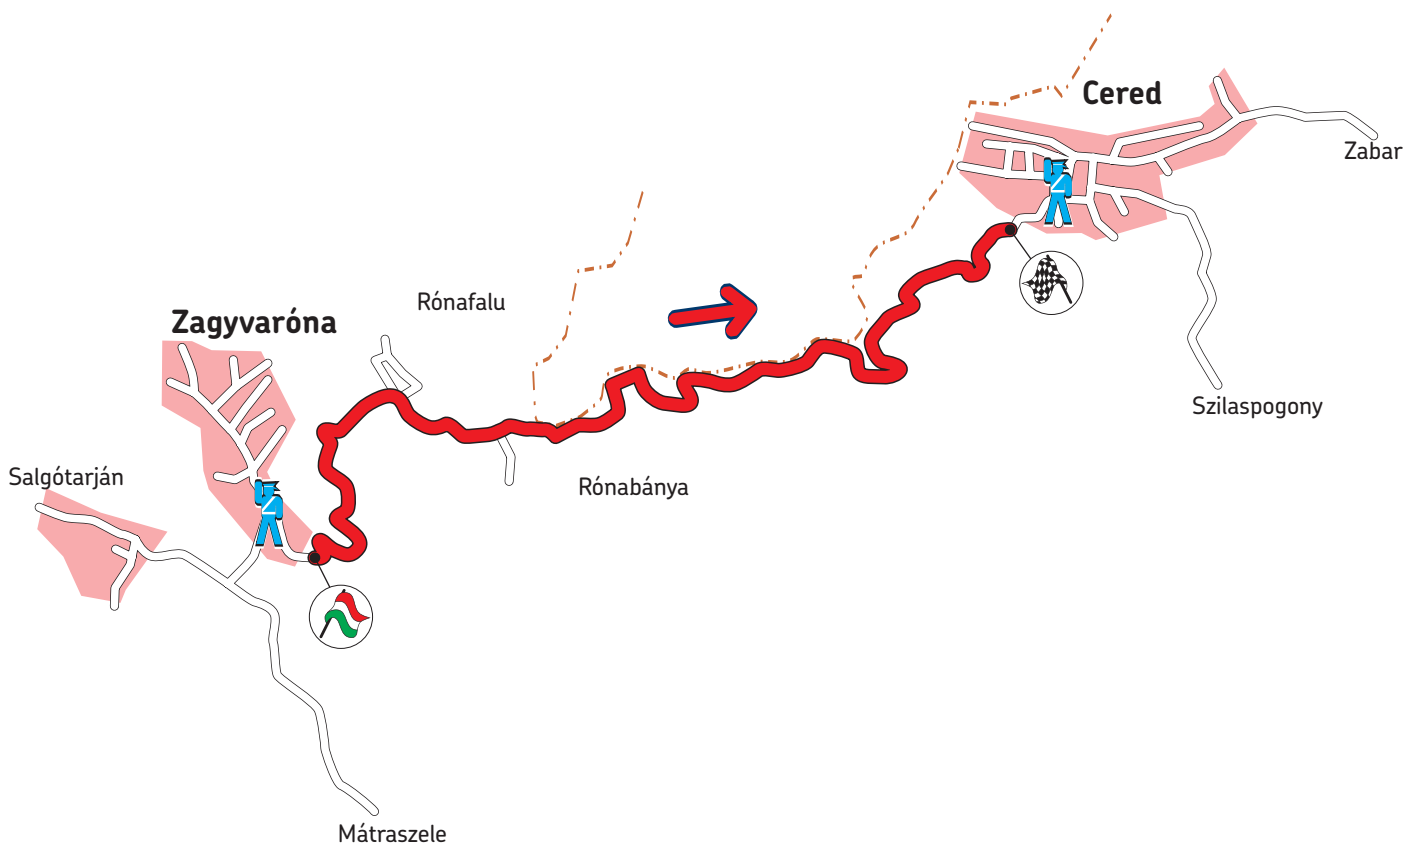 Cered
Zabar
Rónafalu
Zagyvaróna
Szilaspogony
Salgótarján
Rónabánya
Mátraszele